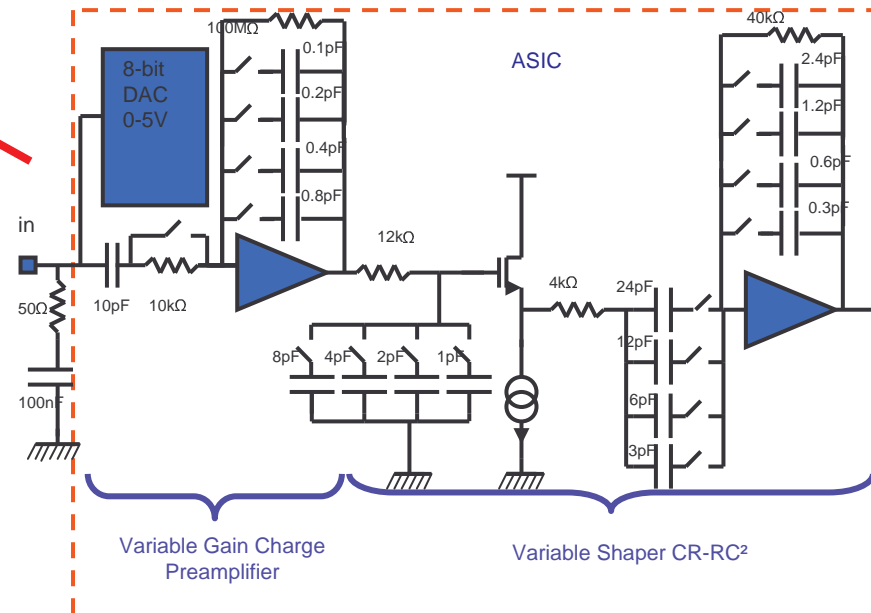 40kΩ
100MΩ
0.1pF
8-bit
DAC
0-5V
ASIC
2.4pF
0.2pF
1.2pF
0.4pF
0.6pF
0.8pF
0.3pF
in
12kΩ
4kΩ
24pF
50Ω
10pF
10kΩ
8pF
4pF
2pF
1pF
12pF
100nF
6pF
3pF
Variable Gain Charge
Preamplifier
Variable Shaper CR-RC²